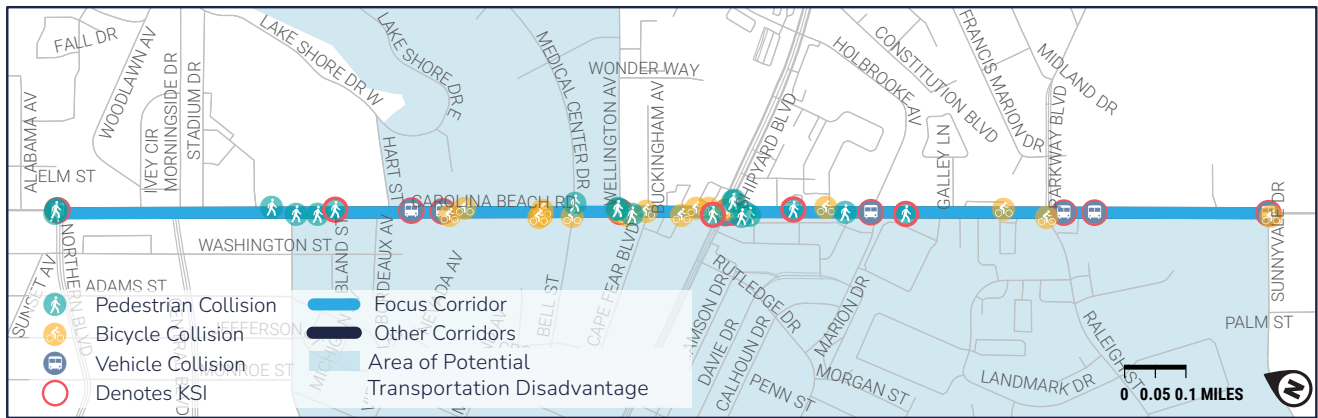 FALL DR
WOODLAWN AV
ALABAMA AV
IVEY CIR
MORNINGSIDE DR
STADIUM DR
LAKE SHORE DR W
LAKE SHORE DR E
MEDICAL CENTER DR
WELLINGTON AV
WONDER WAY
BUCKINGHAM AV
SHIPYARD BLVD
HOLBROOKE AV
CONSTITUTION BLVD
FRANCIS MARION DR
MIDLAND DR
PARKWAY BLVD
GALLEY LN
ELM ST
HART ST
CAROLINA BEACH RD
SUNNYVALE DR
WASHINGTON ST
SUNSET AV
NORTHERN BLVD
ADAMS ST
JEFFERSON
MONROE ST
BELL ST
CAPE FEAR BLVD
RUTLEDGE DR
DAVIE DR
CALHOUN DR
MARION DR
PENN ST
MORGAN ST
LANDMARK DR
RALEIGH ST
PALM ST
Pedestrian Collision
Bicycle Collision
Vehicle Collision
Denotes KSI
Focus Corridor
Other Corridors
Area of Potential
Transportation Disadvantage
0 0.05 0.1 MILES
N